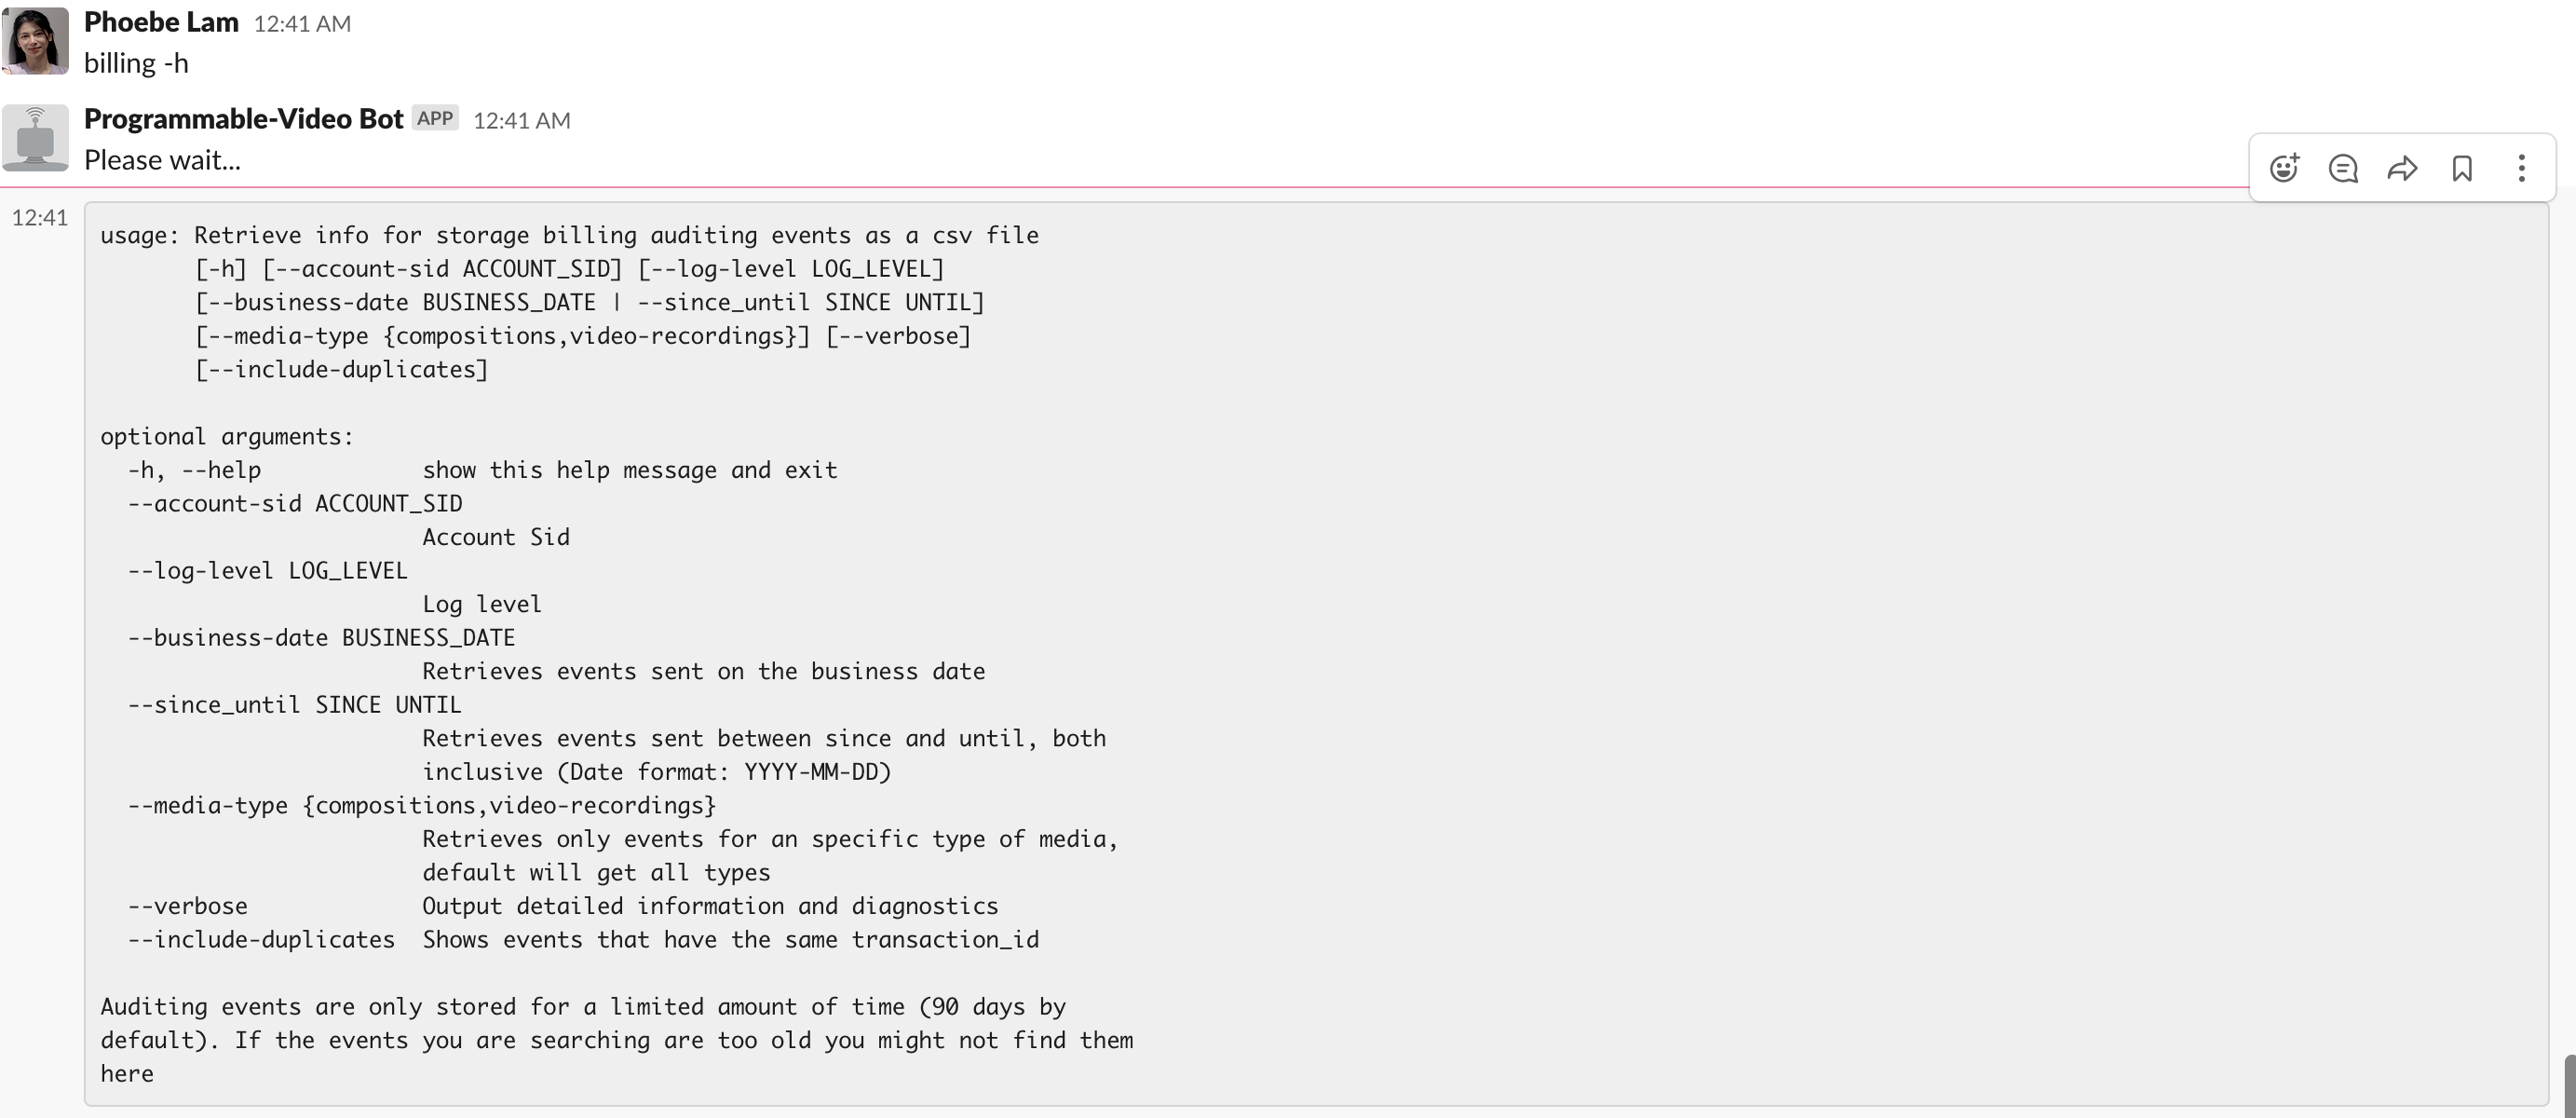 Phoebe Lam 12:41 AM
billing -h
Programmable-Video Bot APP 12:41 AM
Please wait...
12:41
usage: Retrieve info for storage billing auditing events as a csv file
       [-h] [--account-sid ACCOUNT_SID] [--log-level LOG_LEVEL]
       [--business-date BUSINESS_DATE | --since_until SINCE UNTIL]
       [--media-type {compositions,video-recordings}] [--verbose]
       [--include-duplicates]

optional arguments:
  -h, --help            show this help message and exit
  --account-sid ACCOUNT_SID
                        Account Sid
  --log-level LOG_LEVEL
                        Log level
  --business-date BUSINESS_DATE
                        Retrieves events sent on the business date
  --since_until SINCE UNTIL
                        Retrieves events sent between since and until, both
                        inclusive (Date format: YYYY-MM-DD)
  --media-type {compositions,video-recordings}
                        Retrieves only events for an specific type of media,
                        default will get all types
  --verbose             Output detailed information and diagnostics
  --include-duplicates  Shows events that have the same transaction_id

Auditing events are only stored for a limited amount of time (90 days by
default). If the events you are searching are too old you might not find them
here